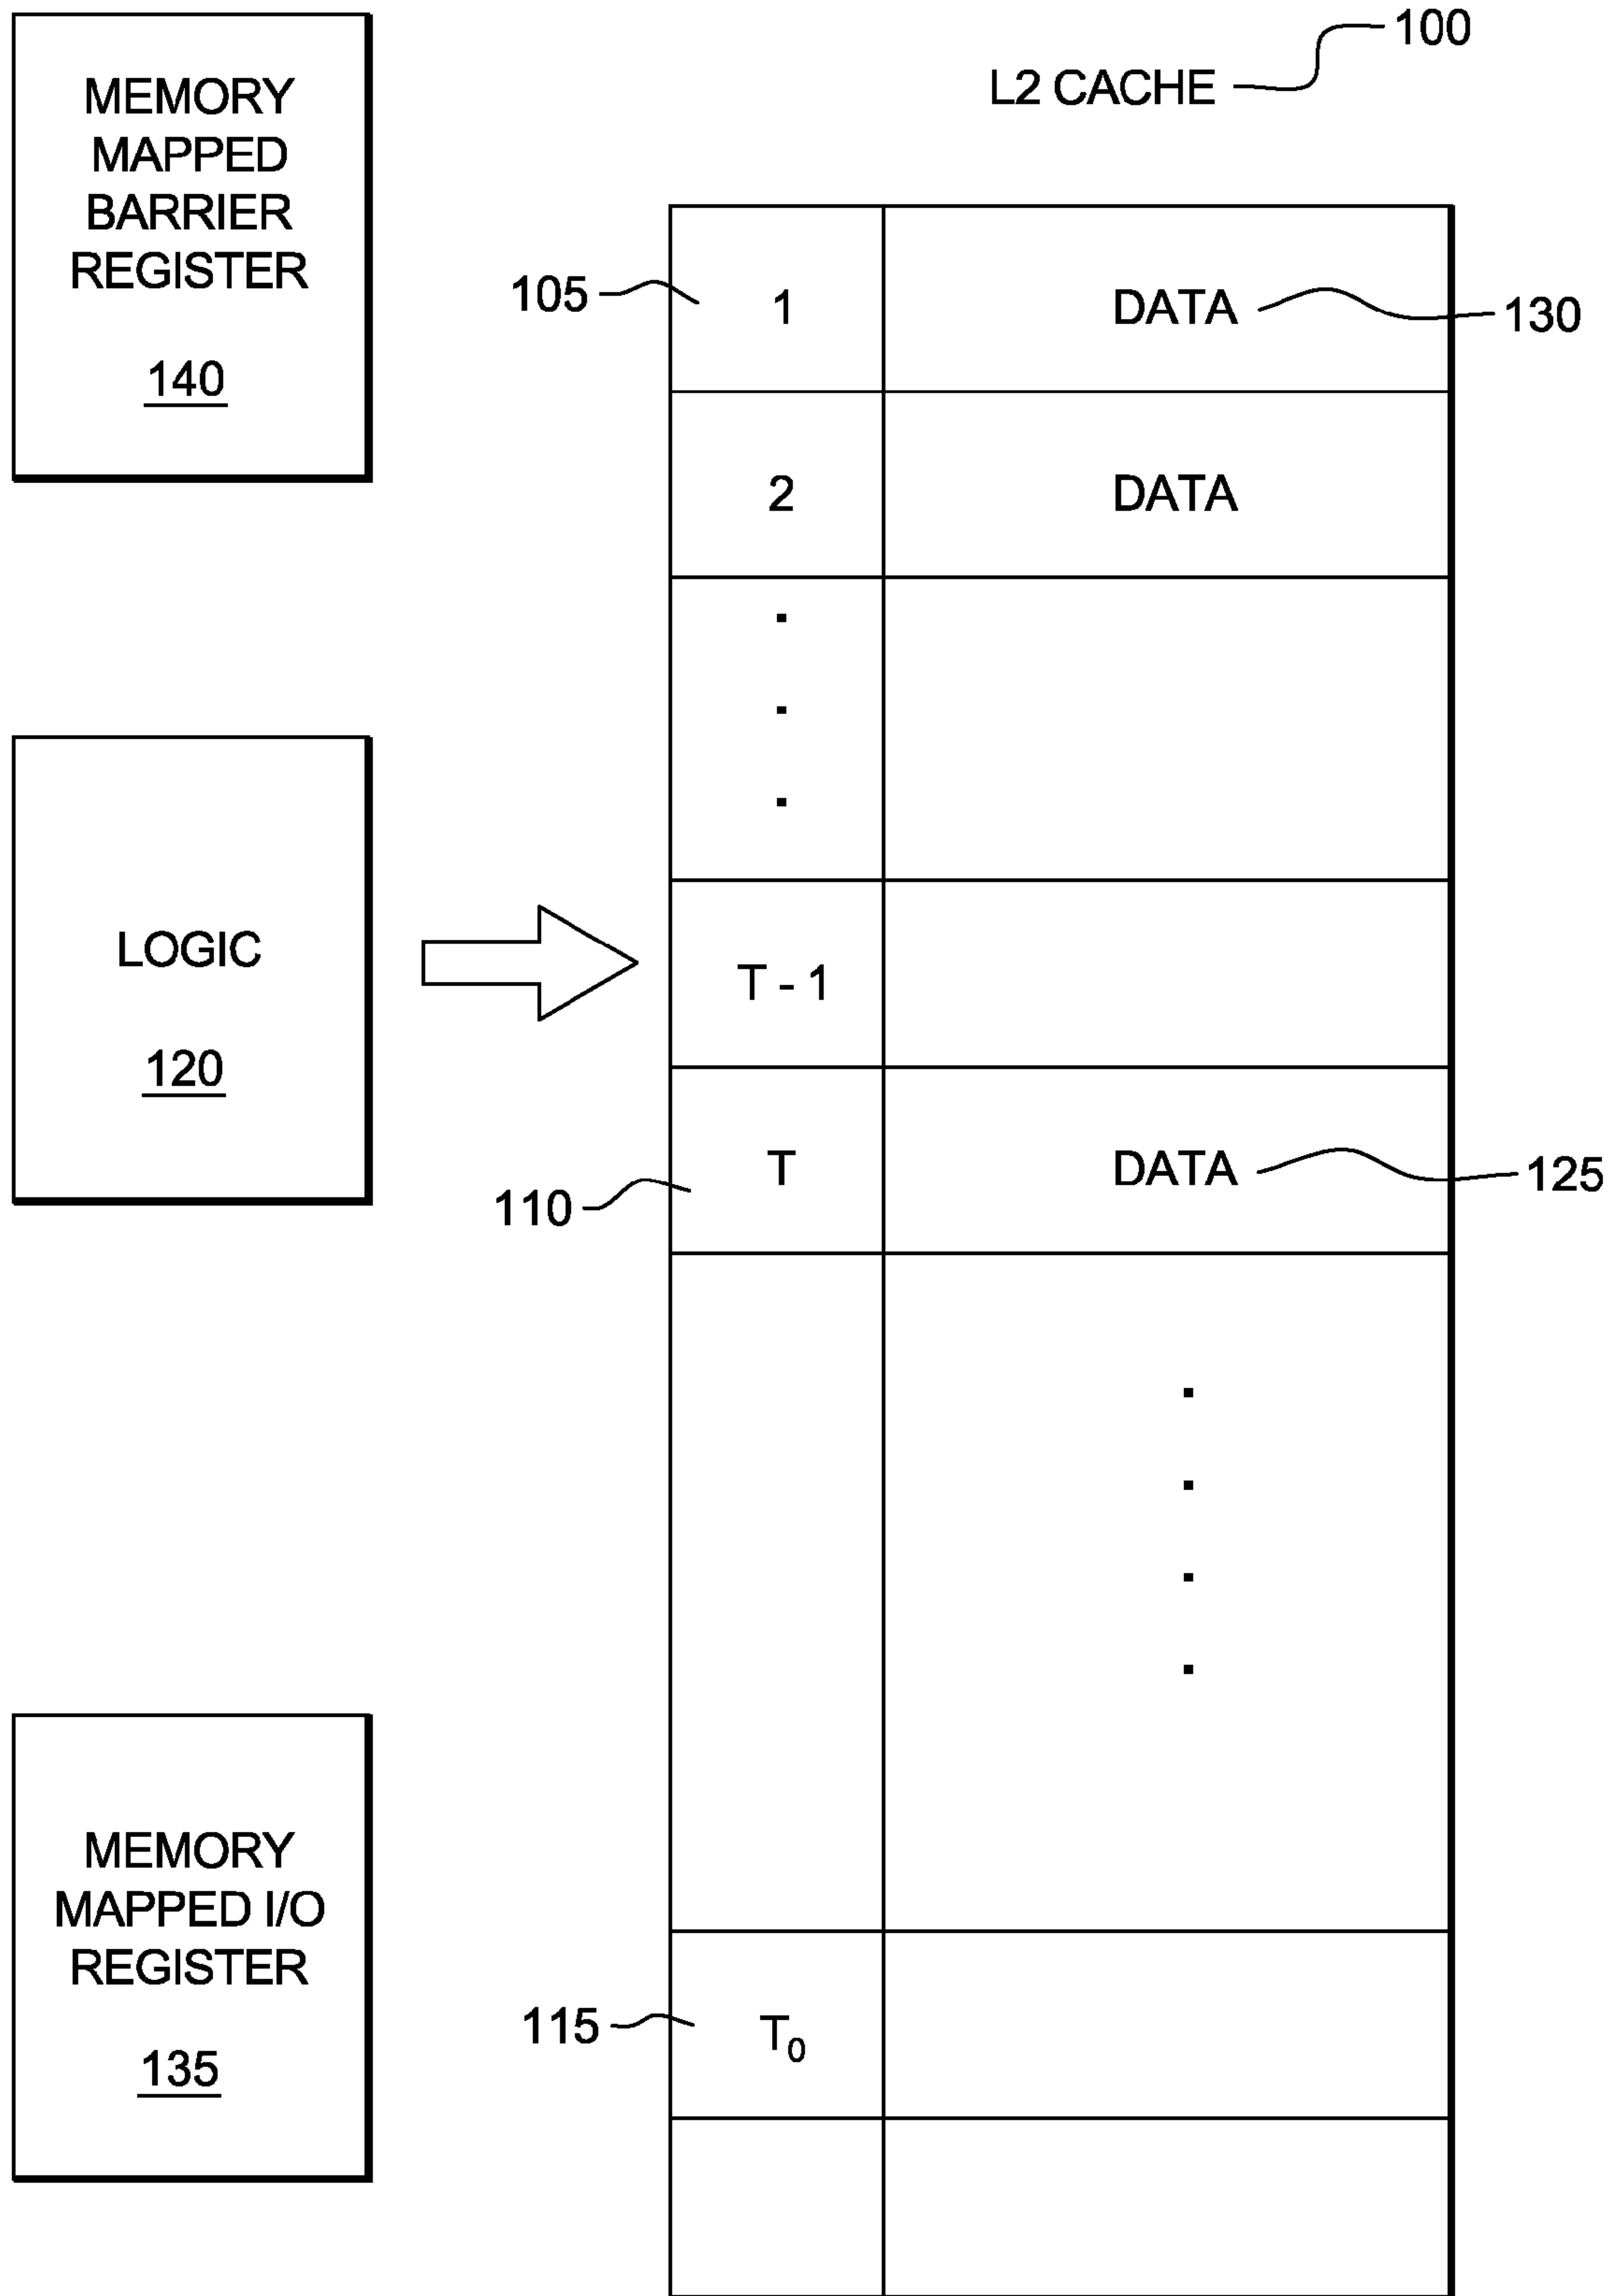 MEMORY
MAPPED
BARRIER
REGISTER
140
100
L2 CACHE
105
1
DATA
130
2
DATA
.
.
.
LOGIC
120
T - 1
110
T
DATA
125
.
.
.
.
MEMORY
MAPPED I/O
REGISTER
135
115
T₀